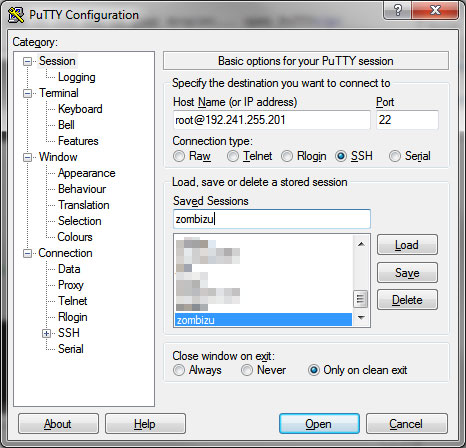 PuTTY Configuration
Category:
Session
Logging
Terminal
Keyboard
Bell
Features
Window
Appearance
Behaviour
Translation
Selection
Colours
Connection
Data
Proxy
Telnet
Rlogin
SSH
Serial
Basic options for your PuTTY session
Specify the destination you want to connect to
Host Name (or IP address) Port
root@192.241.255.201 22
Connection type:
Raw Telnet Rlogin SSH Serial
Load, save or delete a stored session
Saved Sessions
zombizu
zombizu
Load
Save
Delete
Close window on exit:
Always Never Only on clean exit
About Help Open Cancel